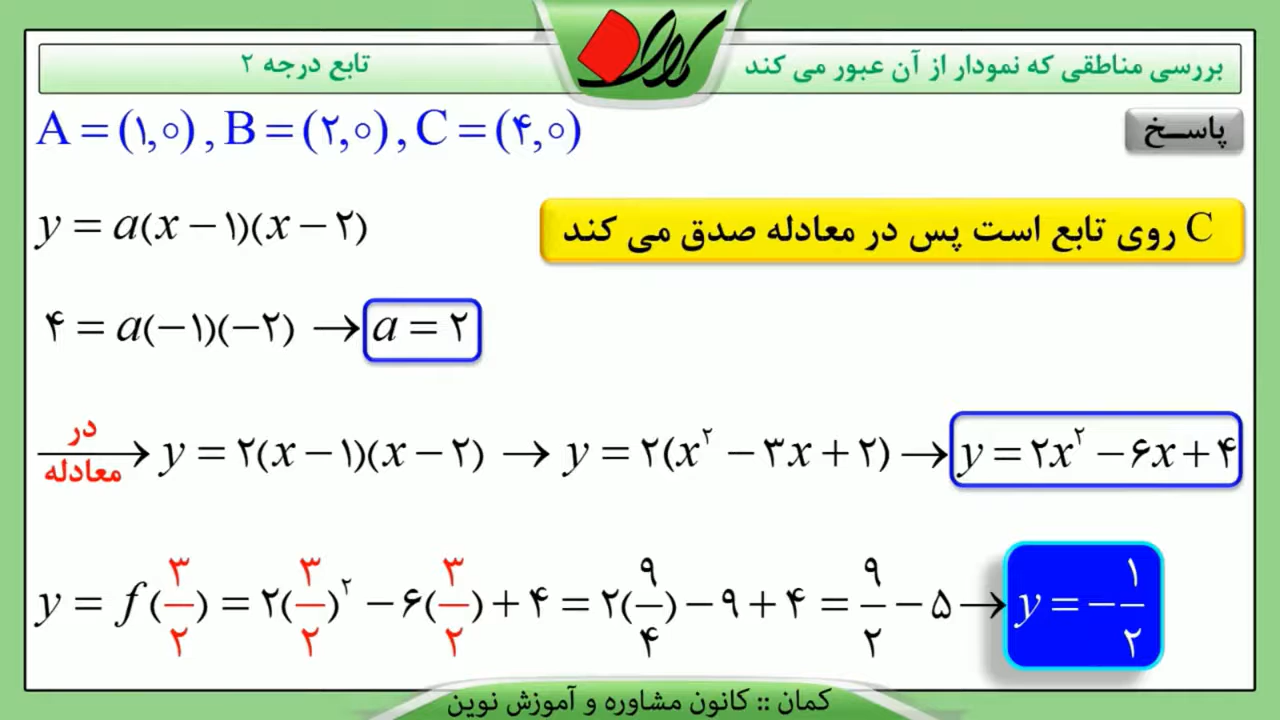 بررسی مناطقی که نمودار از آن عبور می کند
تابع درجه ۲
پاســخ
A = (۱,۰) , B = (۲,۰) , C = (۴,۰)
y = a(x − ۱)(x − ۲)
C روی تابع است پس در معادله صدق می کند
۴ = a(−۱)(−۲) → a = ۲
در معادله → y = ۲(x − ۱)(x − ۲) → y = ۲(x² − ۳x + ۲) → y = ۲x² − ۶x + ۴
y = f(۳/۲) = ۲(۳/۲)² − ۶(۳/۲) + ۴ = ۲(۹/۴) − ۹ + ۴ = ۹/۲ − ۵ → y = −۱/۲
کمان :: کانون مشاوره و آموزش نوین